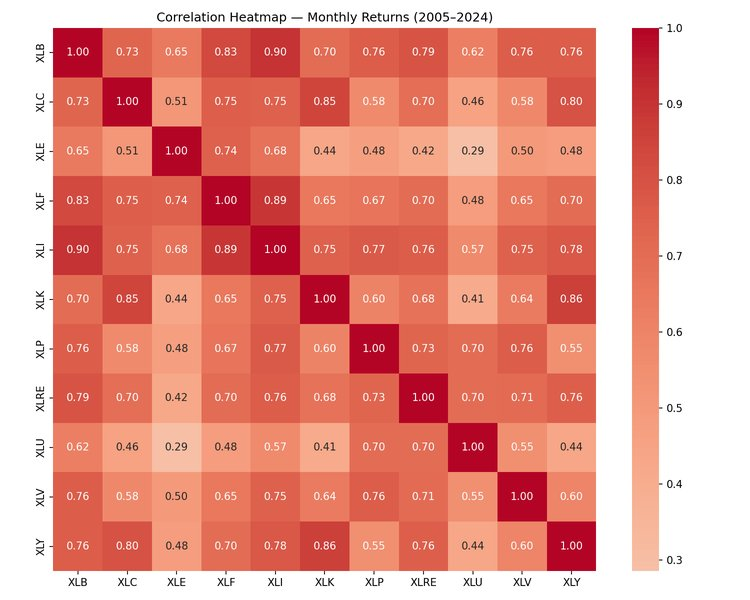 Correlation Heatmap — Monthly Returns (2005–2024)
XLB 1.00 0.73 0.65 0.83 0.90 0.70 0.76 0.79 0.62 0.76 0.76
XLC 0.73 1.00 0.51 0.75 0.75 0.85 0.58 0.70 0.46 0.58 0.80
XLE 0.65 0.51 1.00 0.74 0.68 0.44 0.48 0.42 0.29 0.50 0.48
XLF 0.83 0.75 0.74 1.00 0.89 0.65 0.67 0.70 0.48 0.65 0.70
XLI 0.90 0.75 0.68 0.89 1.00 0.75 0.77 0.76 0.57 0.75 0.78
XLK 0.70 0.85 0.44 0.65 0.75 1.00 0.60 0.68 0.41 0.64 0.86
XLP 0.76 0.58 0.48 0.67 0.77 0.60 1.00 0.73 0.70 0.76 0.55
XLRE 0.79 0.70 0.42 0.70 0.76 0.68 0.73 1.00 0.70 0.71 0.76
XLU 0.62 0.46 0.29 0.48 0.57 0.41 0.70 0.70 1.00 0.55 0.44
XLV 0.76 0.58 0.50 0.65 0.75 0.64 0.76 0.71 0.55 1.00 0.60
XLY 0.76 0.80 0.48 0.70 0.78 0.86 0.55 0.76 0.44 0.60 1.00
XLB XLC XLE XLF XLI XLK XLP XLRE XLU XLV XLY
1.0
0.9
0.8
0.7
0.6
0.5
0.4
0.3